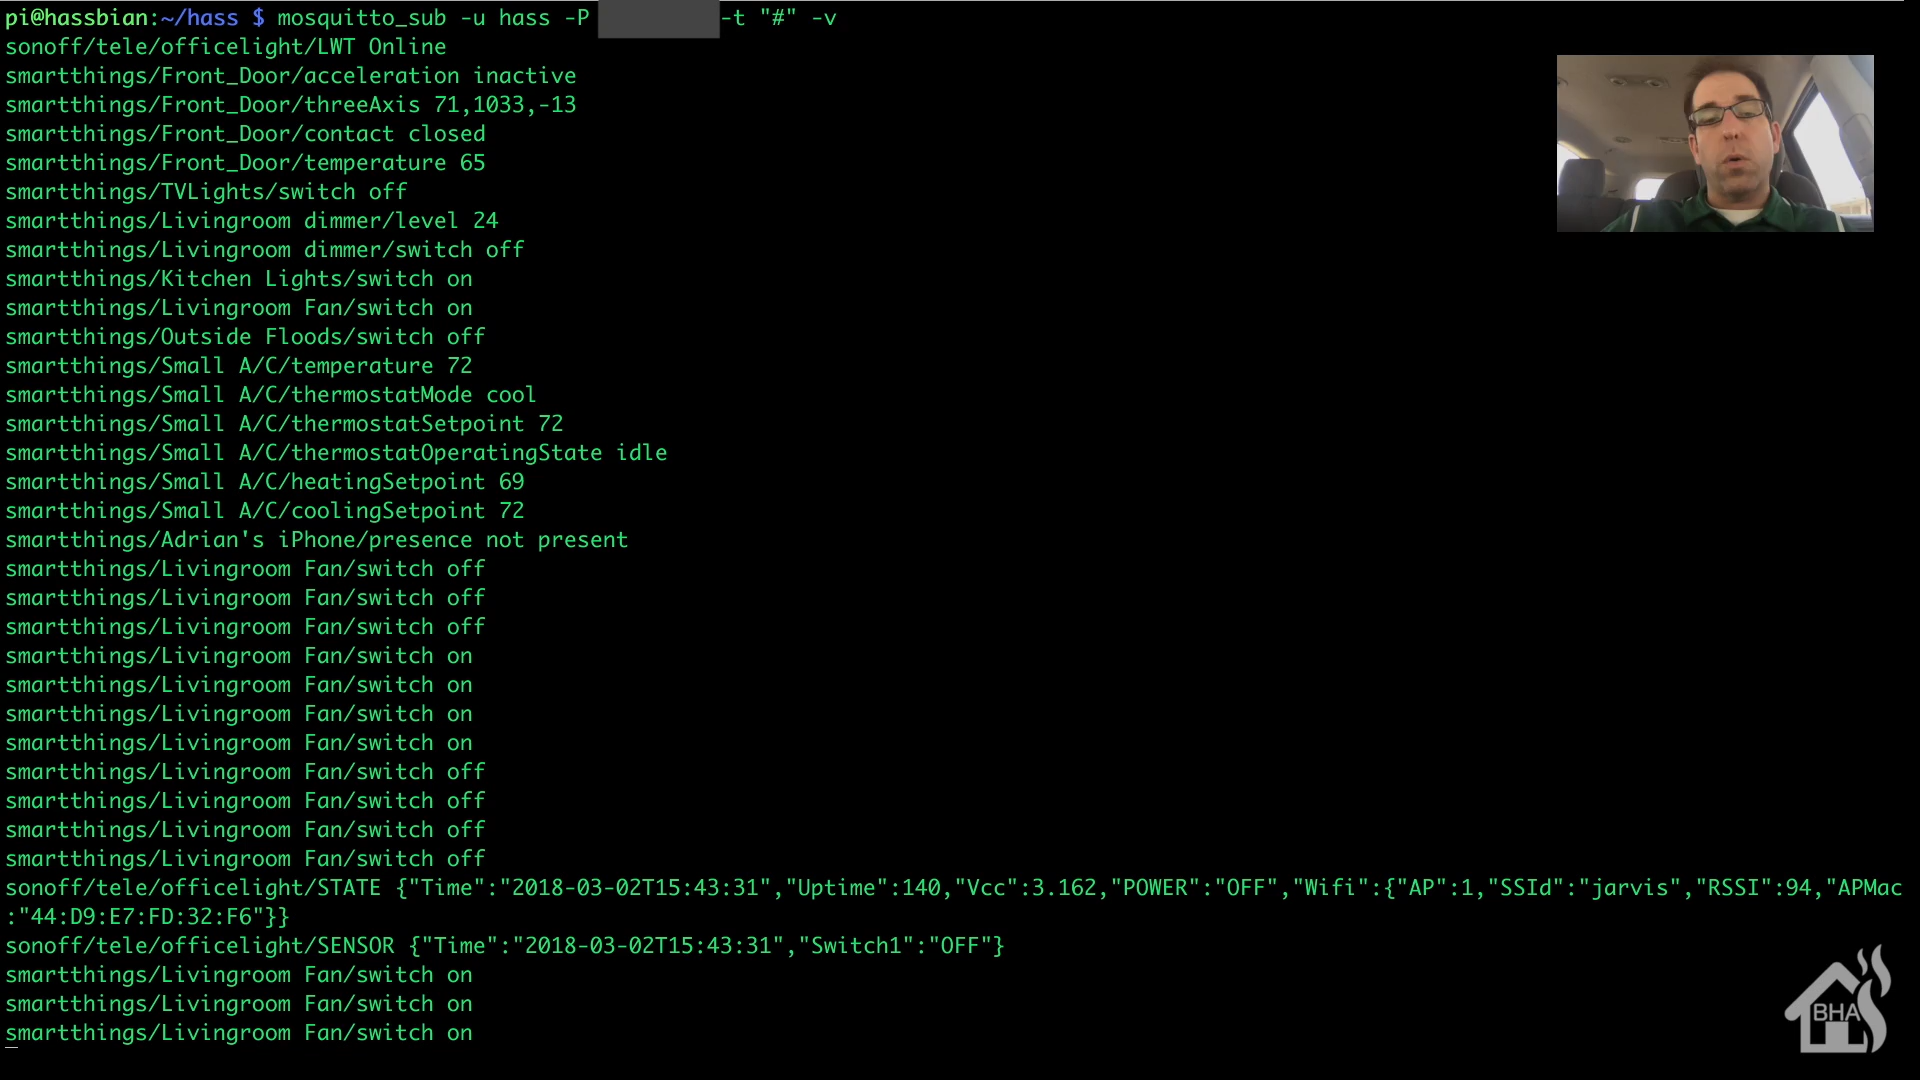 pi@hassbian:~/hass $ mosquitto_sub -u hass -P -t "#" -v
sonoff/tele/officelight/LWT Online
smartthings/Front_Door/acceleration inactive
smartthings/Front_Door/threeAxis 71,1033,-13
smartthings/Front_Door/contact closed
smartthings/Front_Door/temperature 65
smartthings/TVLights/switch off
smartthings/Livingroom dimmer/level 24
smartthings/Livingroom dimmer/switch off
smartthings/Kitchen Lights/switch on
smartthings/Livingroom Fan/switch on
smartthings/Outside Floods/switch off
smartthings/Small A/C/temperature 72
smartthings/Small A/C/thermostatMode cool
smartthings/Small A/C/thermostatSetpoint 72
smartthings/Small A/C/thermostatOperatingState idle
smartthings/Small A/C/heatingSetpoint 69
smartthings/Small A/C/coolingSetpoint 72
smartthings/Adrian's iPhone/presence not present
smartthings/Livingroom Fan/switch off
smartthings/Livingroom Fan/switch off
smartthings/Livingroom Fan/switch off
smartthings/Livingroom Fan/switch on
smartthings/Livingroom Fan/switch on
smartthings/Livingroom Fan/switch on
smartthings/Livingroom Fan/switch on
smartthings/Livingroom Fan/switch off
smartthings/Livingroom Fan/switch off
smartthings/Livingroom Fan/switch off
smartthings/Livingroom Fan/switch off
sonoff/tele/officelight/STATE {"Time":"2018-03-02T15:43:31","Uptime":140,"Vcc":3.162,"POWER":"OFF","Wifi":{"AP":1,"SSId":"jarvis","RSSI":94,"APMac
:"44:D9:E7:FD:32:F6"}}
sonoff/tele/officelight/SENSOR {"Time":"2018-03-02T15:43:31","Switch1":"OFF"}
smartthings/Livingroom Fan/switch on
smartthings/Livingroom Fan/switch on
smartthings/Livingroom Fan/switch on
BHA